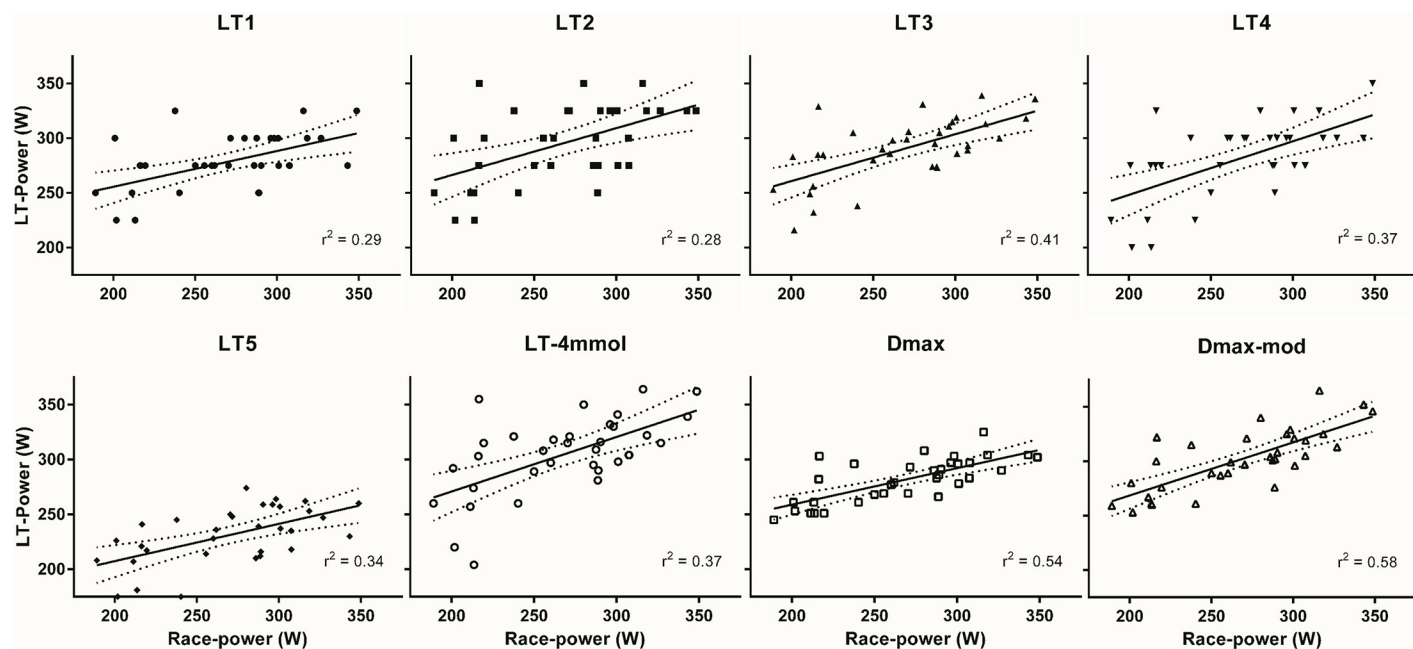 LT1 LT2 LT3 LT4
LT-Power (W)
350
300
250
200
r² = 0.29
r² = 0.28
r² = 0.41
r² = 0.37
200 250 300 350
200 250 300 350
200 250 300 350
200 250 300 350
LT5 LT-4mmol Dmax Dmax-mod
LT-Power (W)
350
300
250
200
r² = 0.34
r² = 0.37
r² = 0.54
r² = 0.58
200 250 300 350
200 250 300 350
200 250 300 350
200 250 300 350
Race-power (W) Race-power (W) Race-power (W) Race-power (W)